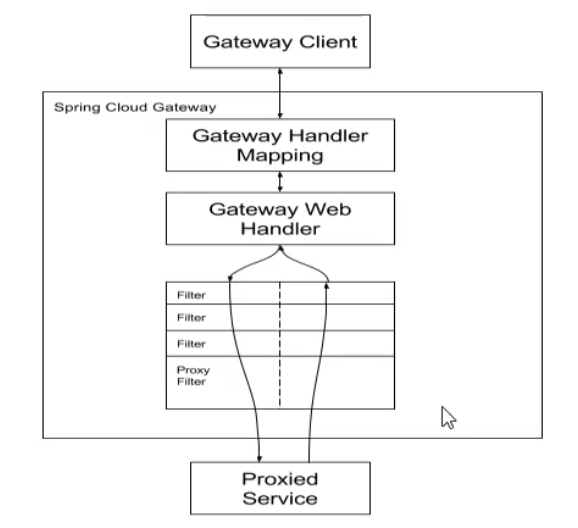 Gateway Client
Spring Cloud Gateway
Gateway Handler
Mapping
Gateway Web
Handler
Filter
Filter
Filter
Proxy
Filter
Proxied
Service